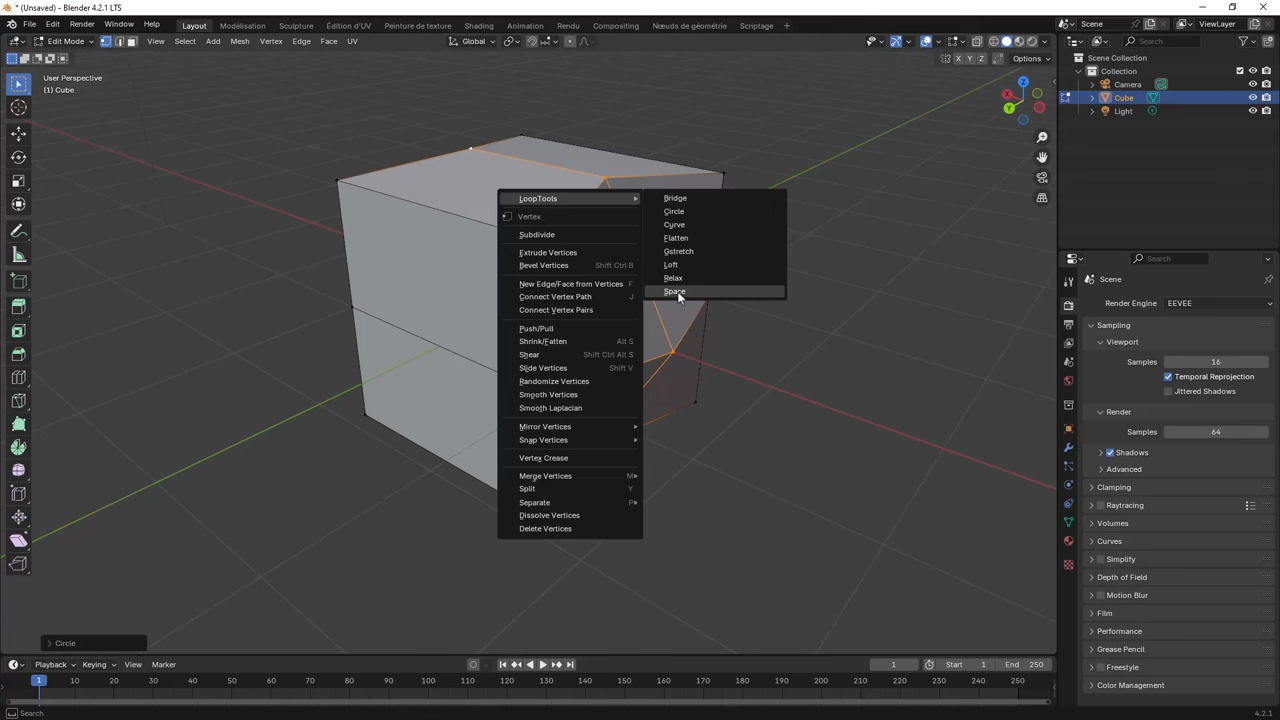 * (Unsaved) - Blender 4.2.1 LTS
File Edit Render Window Help Layout Modélisation Sculpture Édition d'UV Peinture de texture Shading Animation Rendu Compositing Nœuds de géométrie Scriptage Scene ViewLayer
Edit Mode View Select Add Mesh Vertex Edge Face UV Global Search
X Y Z Options
User Perspective
(1) Cube
Z
X
Y
Scene Collection
Collection
Camera
Cube
Light
LoopTools
Vertex
Subdivide
Extrude Vertices
Bevel Vertices Shift Ctrl B
New Edge/Face from Vertices F
Connect Vertex Path J
Connect Vertex Pairs
Push/Pull
Shrink/Fatten Alt S
Shear Shift Ctrl Alt S
Slide Vertices Shift V
Randomize Vertices
Smooth Vertices
Smooth Laplacian
Mirror Vertices
Snap Vertices
Vertex Crease
Merge Vertices M
Split Y
Separate P
Dissolve Vertices
Delete Vertices
Bridge
Circle
Curve
Flatten
Gstretch
Loft
Relax
Space
Search
Scene
Render Engine EEVEE
Sampling
Viewport
Samples 16
Temporal Reprojection
Jittered Shadows
Render
Samples 64
Shadows
Advanced
Clamping
Raytracing
Volumes
Curves
Simplify
Depth of Field
Motion Blur
Film
Performance
Grease Pencil
Freestyle
Color Management
Circle
Playback Keying View Marker 1 Start 1 End 250
1 10 20 30 40 50 60 70 80 90 100 110 120 130 140 150 160 170 180 190 200 210 220 230 240 250
Search 4.2.1